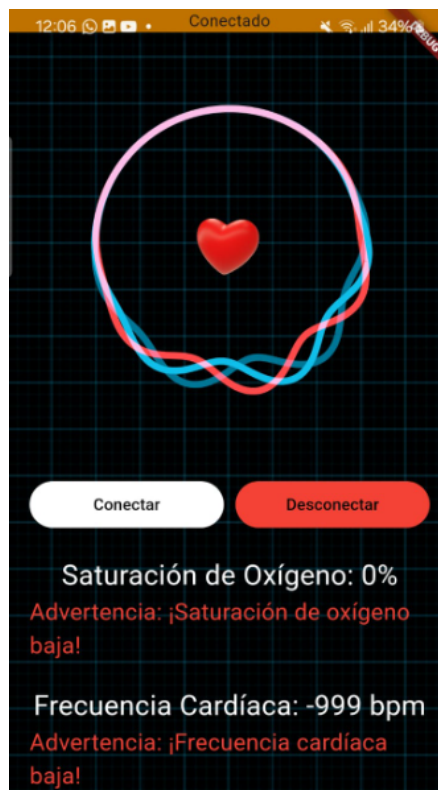 Conectado
12:06 34%
DEBUG
Conectar
Desconectar
Saturación de Oxígeno: 0%
Advertencia: ¡Saturación de oxígeno
baja!
Frecuencia Cardíaca: -999 bpm
Advertencia: ¡Frecuencia cardíaca
baja!